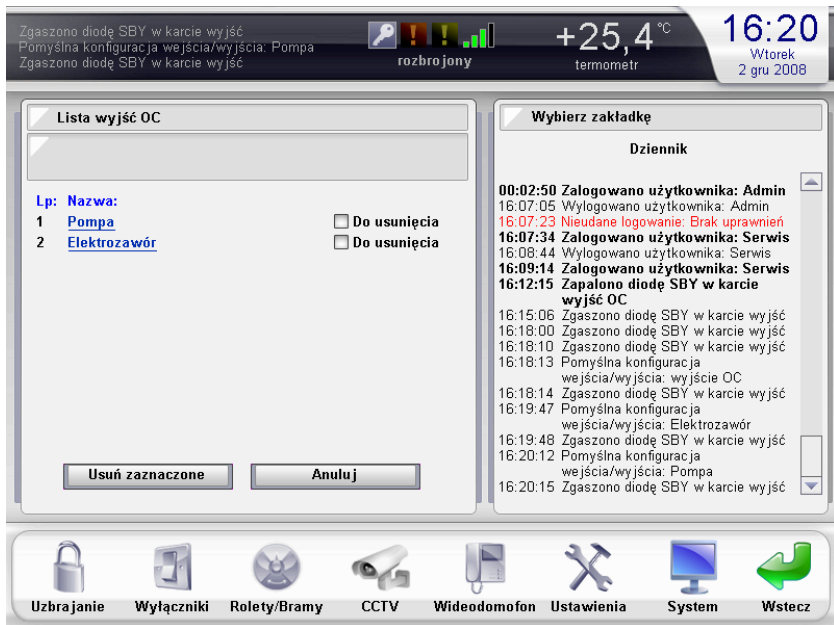 Zgaszono diodę SBY w karcie wyjść
Pomyślna konfiguracja wejścia/wyjścia: Pompa
Zgaszono diodę SBY w karcie wyjść
rozbrojony
+25,4 °C
termometr
16:20
Wtorek
2 gru 2008
Lista wyjść OC
Lp: Nazwa:
1 Pompa Do usunięcia
2 Elektrozawór Do usunięcia
Usuń zaznaczone Anuluj
Wybierz zakładkę
Dziennik
00:02:50 Zalogowano użytkownika: Admin
16:07:05 Wylogowano użytkownika: Admin
16:07:23 Nieudane logowanie: Brak uprawnień
16:07:34 Zalogowano użytkownika: Serwis
16:08:44 Wylogowano użytkownika: Serwis
16:09:14 Zalogowano użytkownika: Serwis
16:12:15 Zapalono diodę SBY w karcie
wyjść OC
16:15:06 Zgaszono diodę SBY w karcie wyjść
16:18:00 Zgaszono diodę SBY w karcie wyjść
16:18:10 Zgaszono diodę SBY w karcie wyjść
16:18:13 Pomyślna konfiguracja
wejścia/wyjścia: wyjście OC
16:18:14 Zgaszono diodę SBY w karcie wyjść
16:19:47 Pomyślna konfiguracja
wejścia/wyjścia: Elektrozawór
16:19:48 Zgaszono diodę SBY w karcie wyjść
16:20:12 Pomyślna konfiguracja
wejścia/wyjścia: Pompa
16:20:15 Zgaszono diodę SBY w karcie wyjść
Uzbrajanie Wyłączniki Rolety/Bramy CCTV Wideodomofon Ustawienia System Wstecz